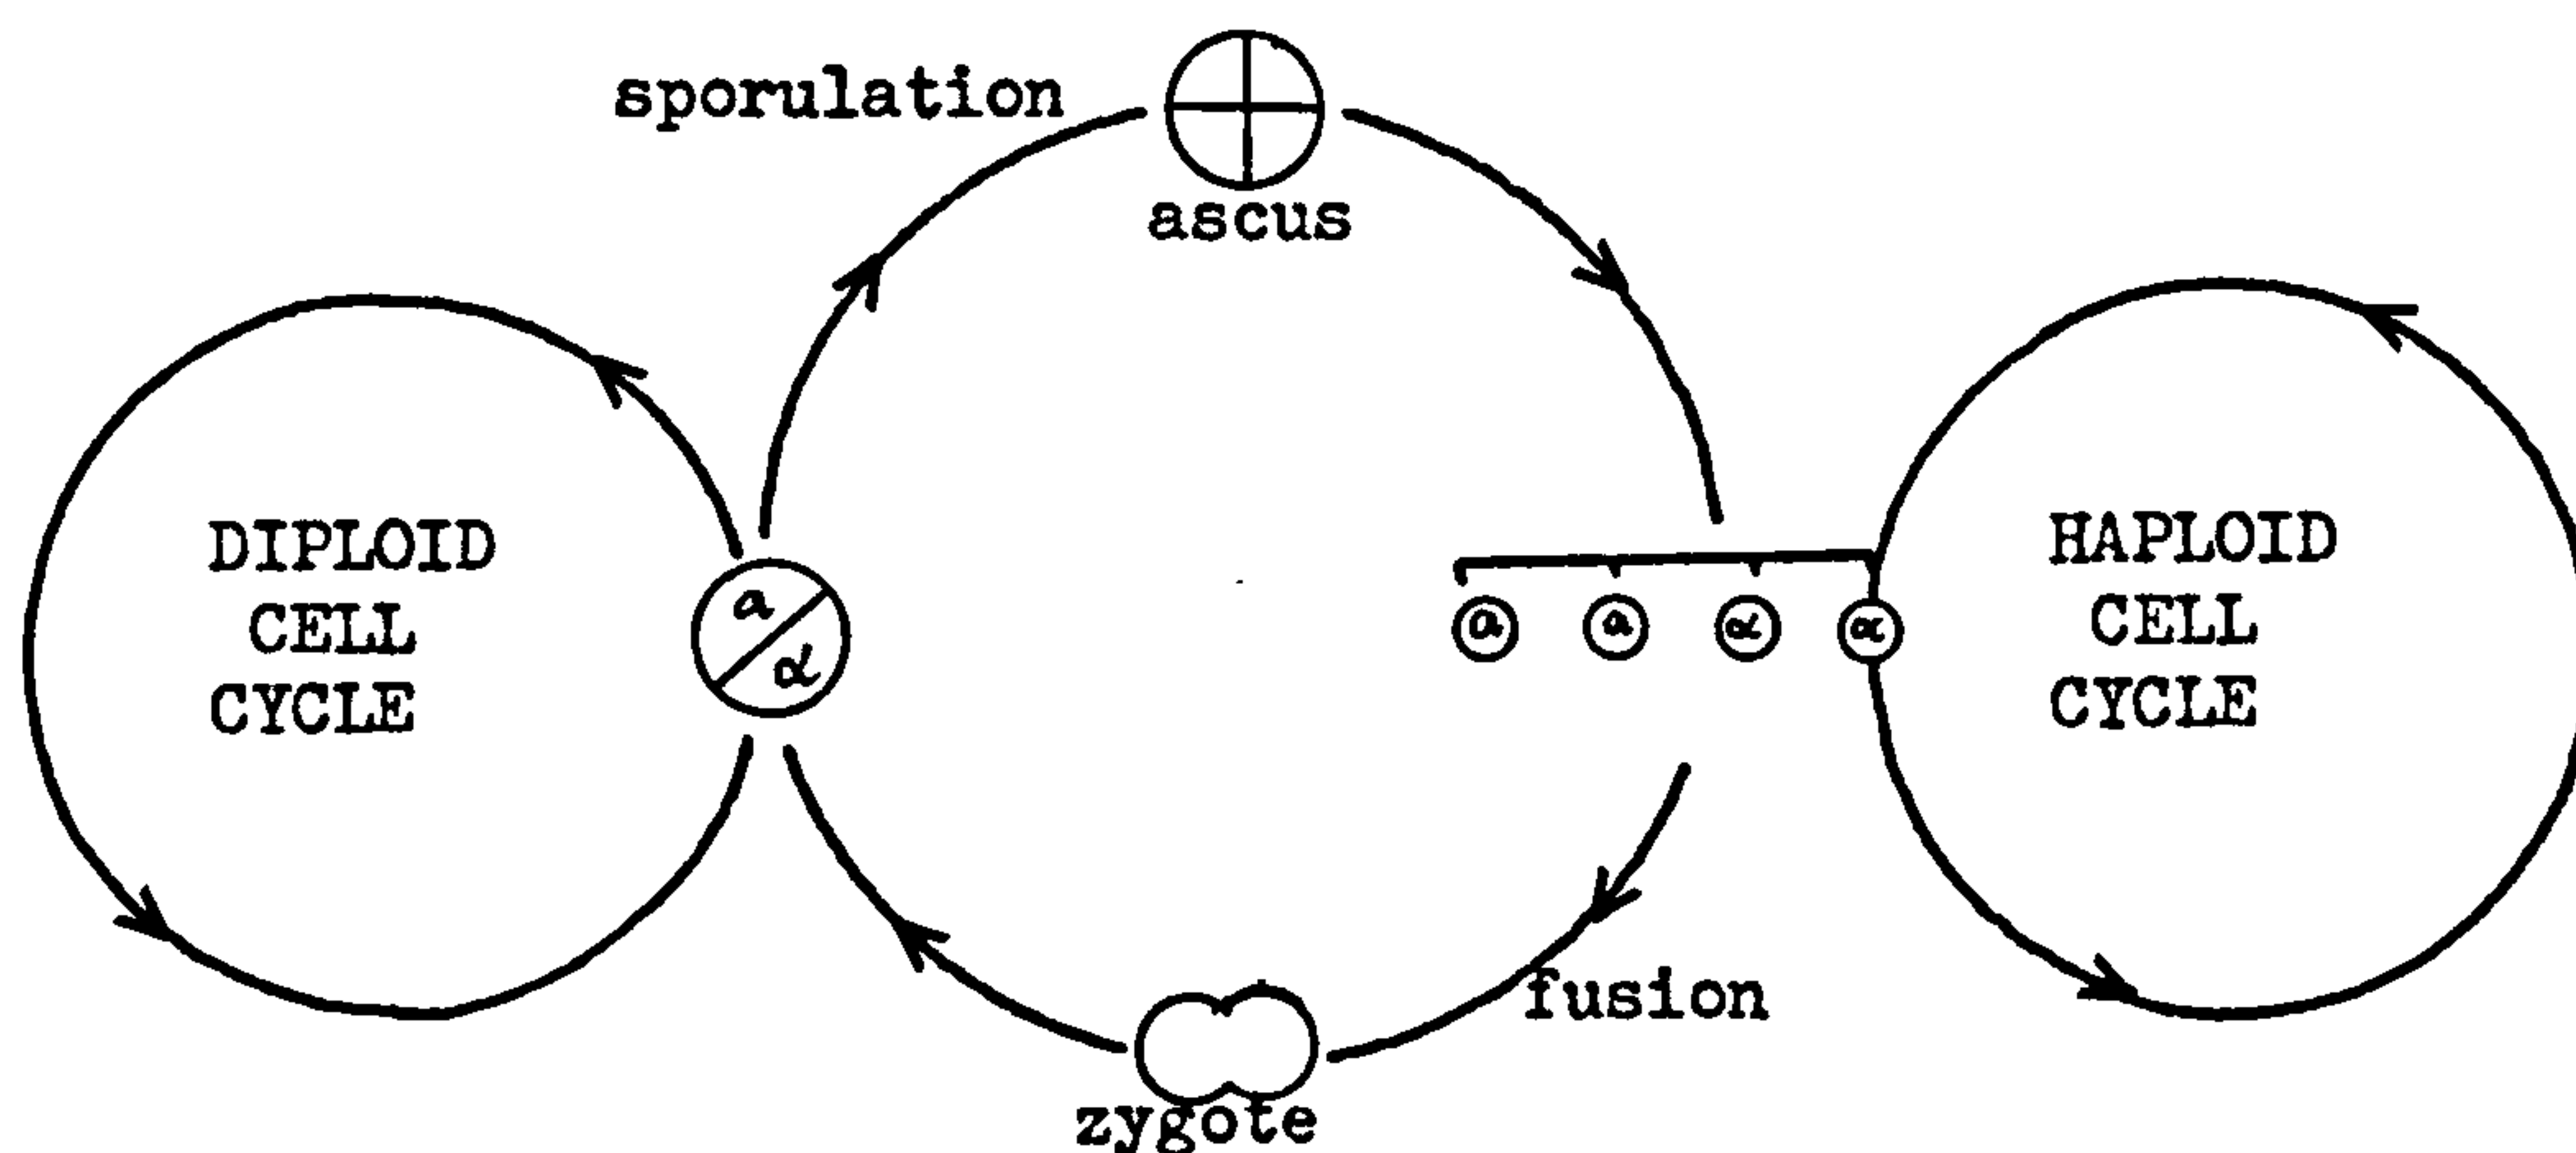 sporulation
ascus
DIPLOID
CELL
CYCLE
a
α
a a α α
HAPLOID
CELL
CYCLE
fusion
zygote